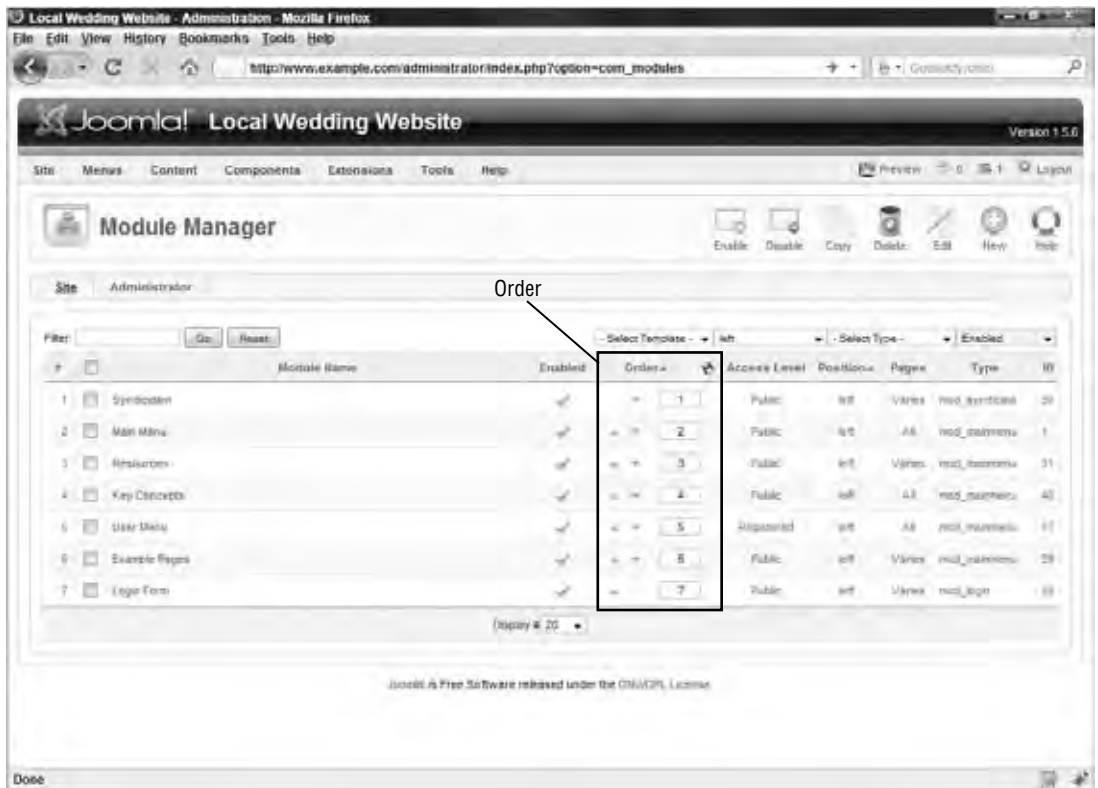 Local Wedding Website - Administration - Mozilla Firefox
File Edit View History Bookmarks Tools Help
http://www.example.com/administrator/index.php?option=com_modules
Joomla! Local Wedding Website
Version 1.5.6
Site Menus Content Components Extensions Tools Help Preview 0 1 Logout
Module Manager
Enable Disable Copy Delete Edit New Help
Site Administrator
Order
Filter: Go Reset - Select Template - left - Select Type - Enabled
# Module Name Enabled Order Access Level Position Pages Type ID
1 Syndication 1 Public left Varies mod_syndicate
2 Main Menu 2 Public left All mod_mainmenu 1
3 Resources 3 Public left Varies mod_mainmenu 31
4 Key Concepts 4 Public left All mod_mainmenu 40
5 User Menu 5 Registered left All mod_mainmenu 17
6 Example Pages 6 Public left Varies mod_mainmenu
7 Login Form 7 Public left Varies mod_login
Display # 20
Joomla! is Free Software released under the GNU/GPL License.
Done